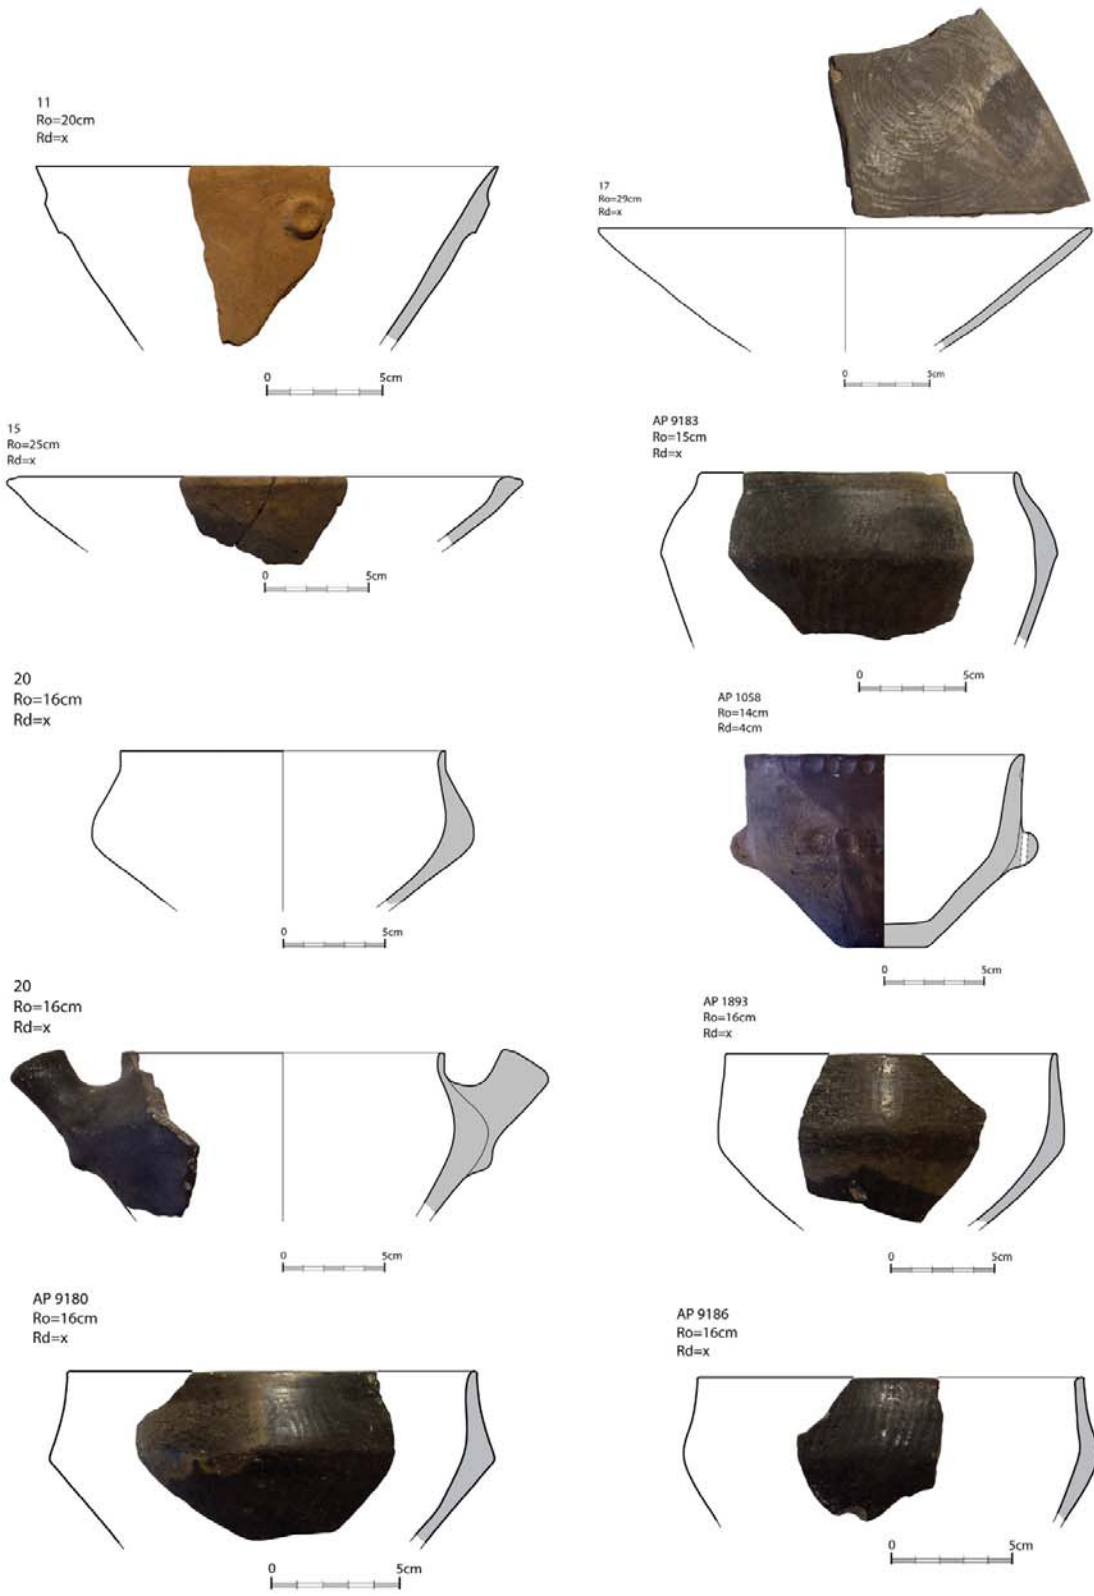 11
Ro=20cm
Rd=x
0 5cm
17
Ro=29cm
Rd=x
0 5cm
15
Ro=25cm
Rd=x
0 5cm
AP 9183
Ro=15cm
Rd=x
0 5cm
20
Ro=16cm
Rd=x
0 5cm
AP 1058
Ro=14cm
Rd=4cm
0 5cm
20
Ro=16cm
Rd=x
0 5cm
AP 1893
Ro=16cm
Rd=x
0 5cm
AP 9180
Ro=16cm
Rd=x
0 5cm
AP 9186
Ro=16cm
Rd=x
0 5cm